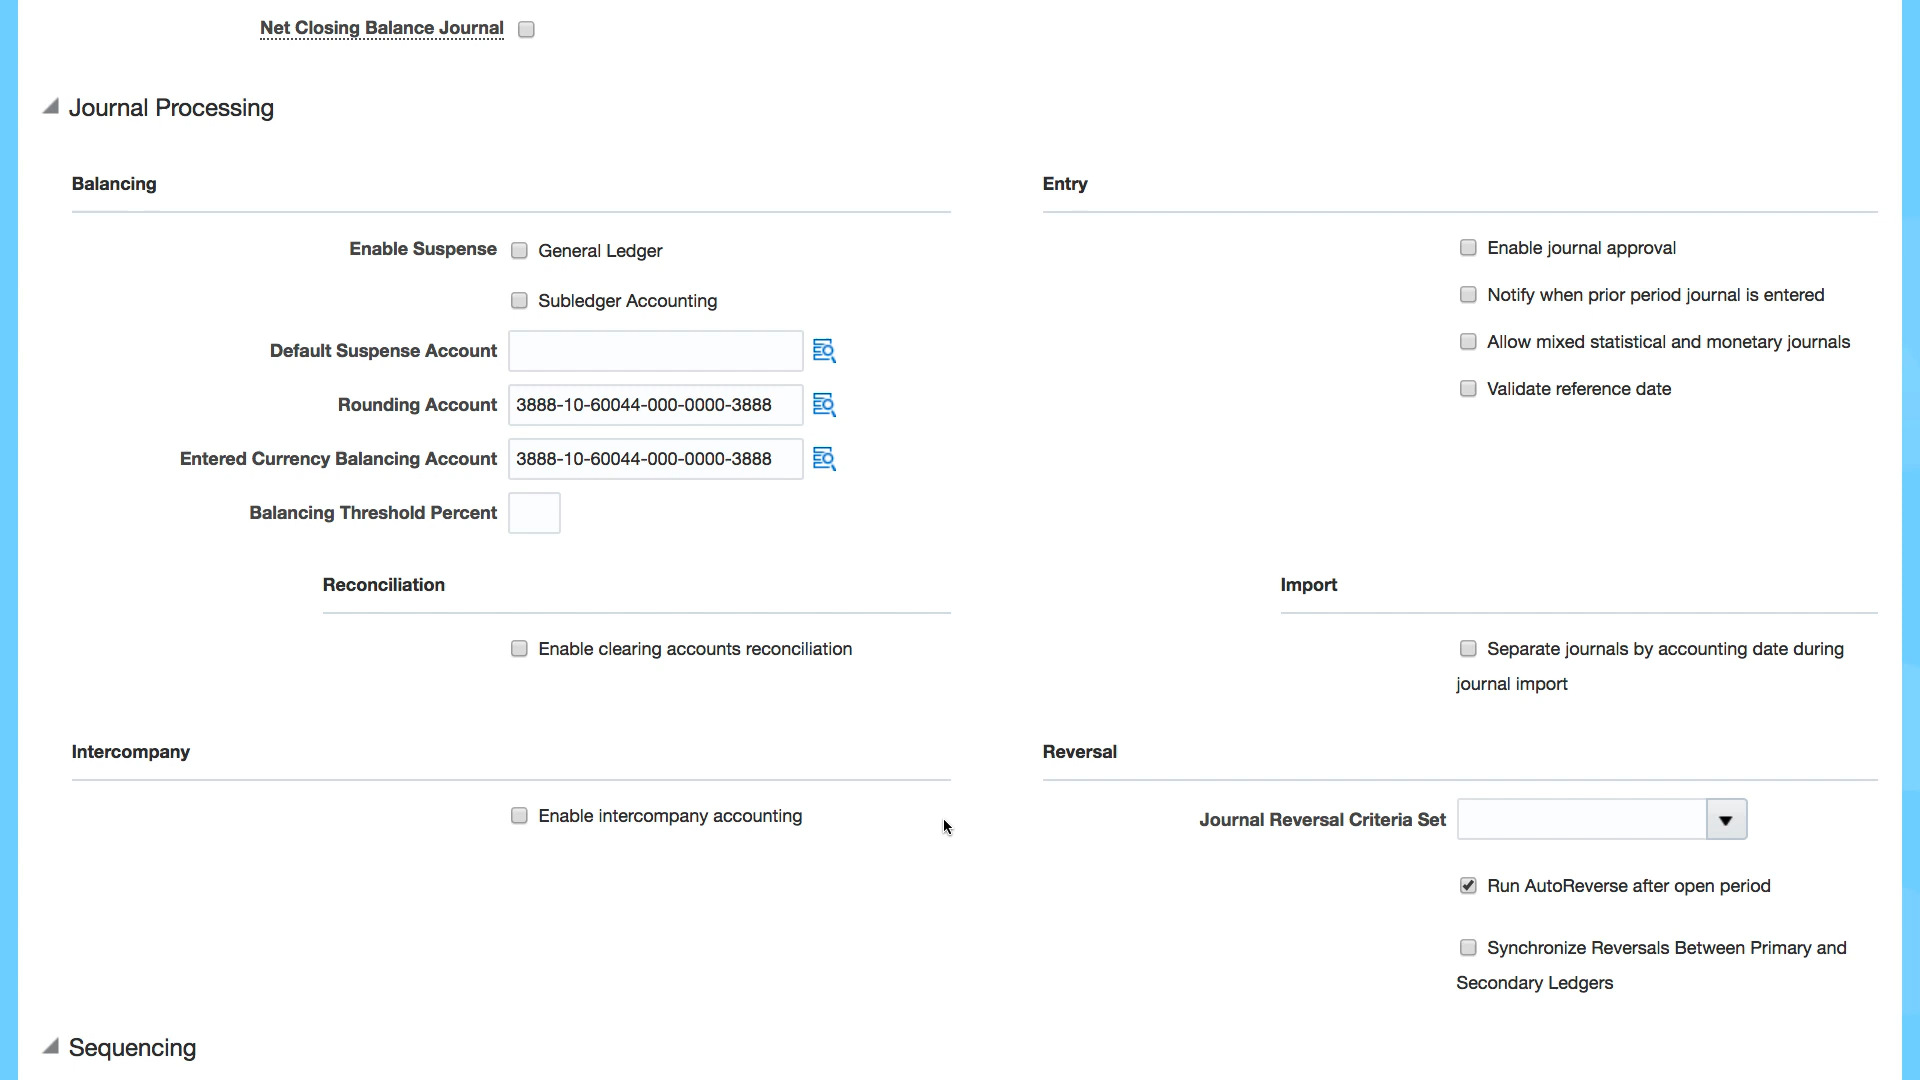 Net Closing Balance Journal
Journal Processing
Balancing
Enable Suspense General Ledger
Subledger Accounting
Default Suspense Account
Rounding Account 3888-10-60044-000-0000-3888
Entered Currency Balancing Account 3888-10-60044-000-0000-3888
Balancing Threshold Percent
Entry
Enable journal approval
Notify when prior period journal is entered
Allow mixed statistical and monetary journals
Validate reference date
Reconciliation
Enable clearing accounts reconciliation
Import
Separate journals by accounting date during
journal import
Intercompany
Enable intercompany accounting
Reversal
Journal Reversal Criteria Set
Run AutoReverse after open period
Synchronize Reversals Between Primary and
Secondary Ledgers
Sequencing